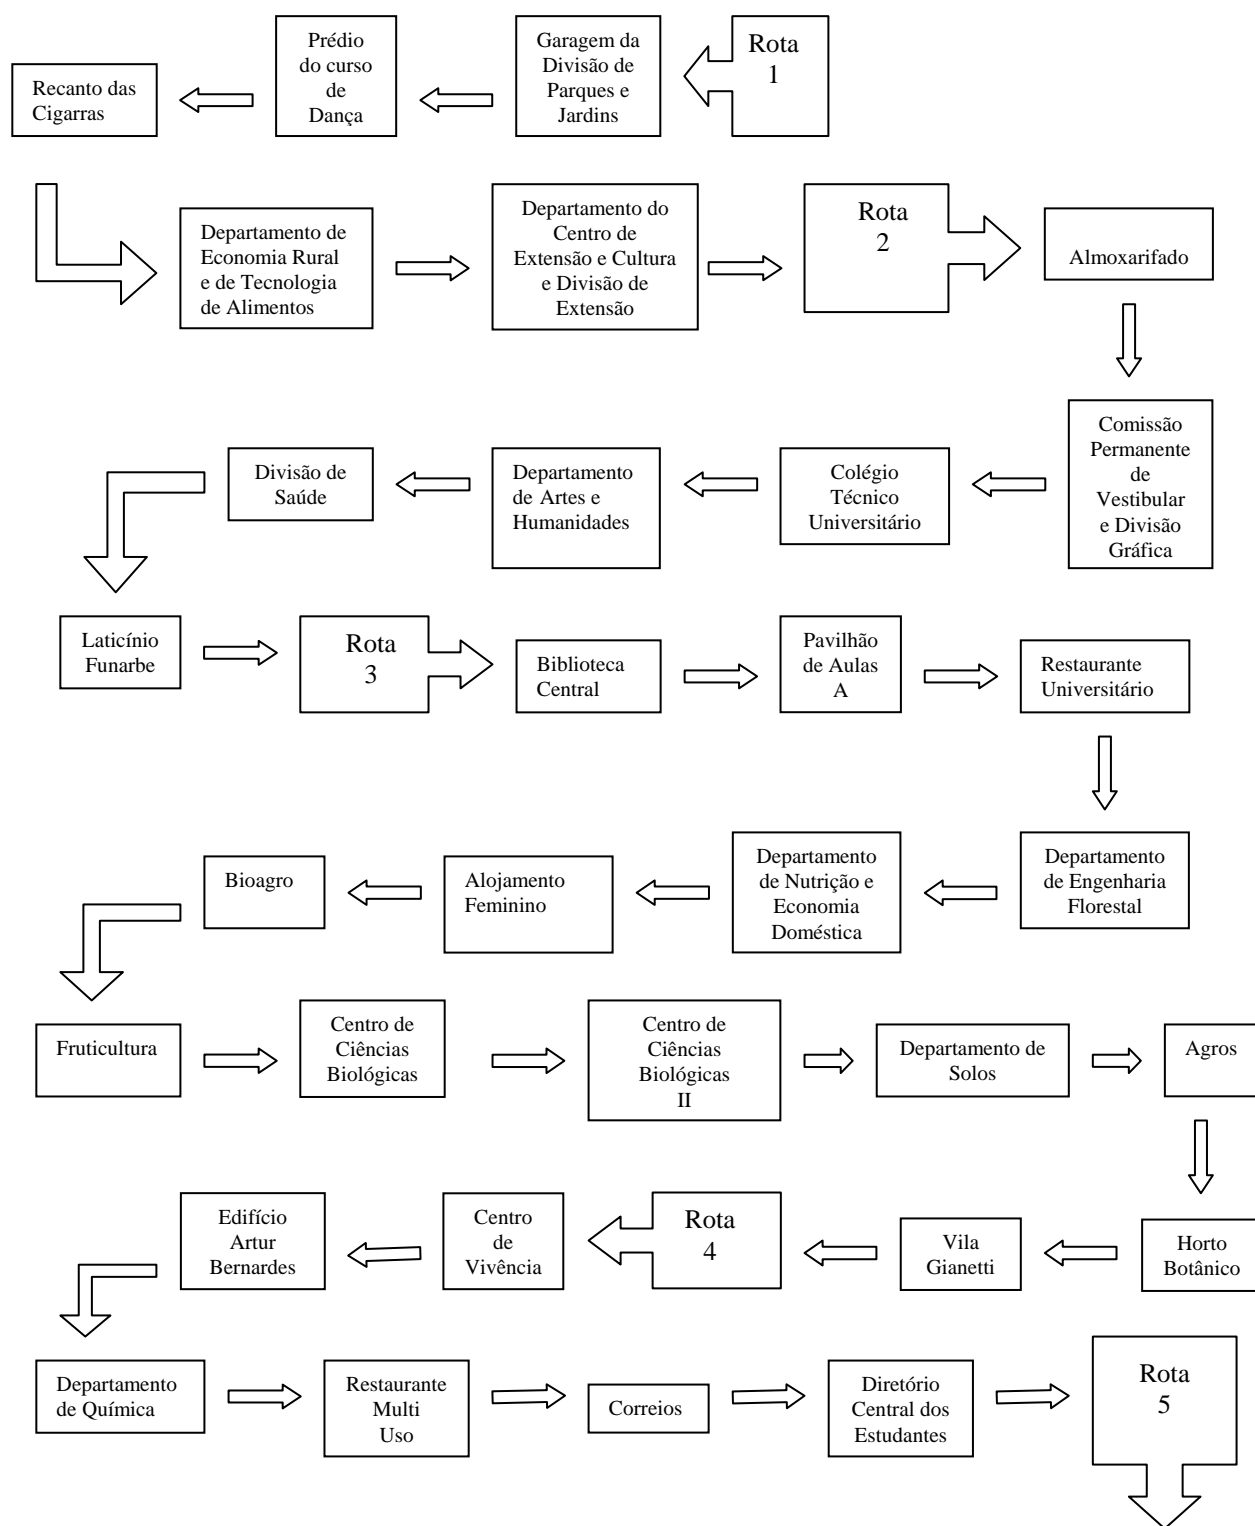 Rota
1
Garagem da
Divisão de
Parques e
Jardins
Prédio
do curso
de
Dança
Recanto das
Cigarras
Departamento de
Economia Rural
e de Tecnologia
de Alimentos
Departamento do
Centro de
Extensão e Cultura
e Divisão de
Extensão
Rota
2
Almoxarifado
Comissão
Permanente
de
Vestibular
e Divisão
Gráfica
Colégio
Técnico
Universitário
Departamento
de Artes e
Humanidades
Divisão de
Saúde
Laticínio
Funarbe
Rota
3
Biblioteca
Central
Pavilhão
de Aulas
A
Restaurante
Universitário
Departamento
de Engenharia
Florestal
Departamento
de Nutrição e
Economia
Doméstica
Alojamento
Feminino
Bioagro
Fruticultura
Centro de
Ciências
Biológicas
Centro de
Ciências
Biológicas
II
Departamento de
Solos
Agros
Horto
Botânico
Vila
Gianetti
Rota
4
Centro
de
Vivência
Edifício
Artur
Bernardes
Departamento
de Química
Restaurante
Multi
Uso
Correios
Diretório
Central dos
Estudantes
Rota
5